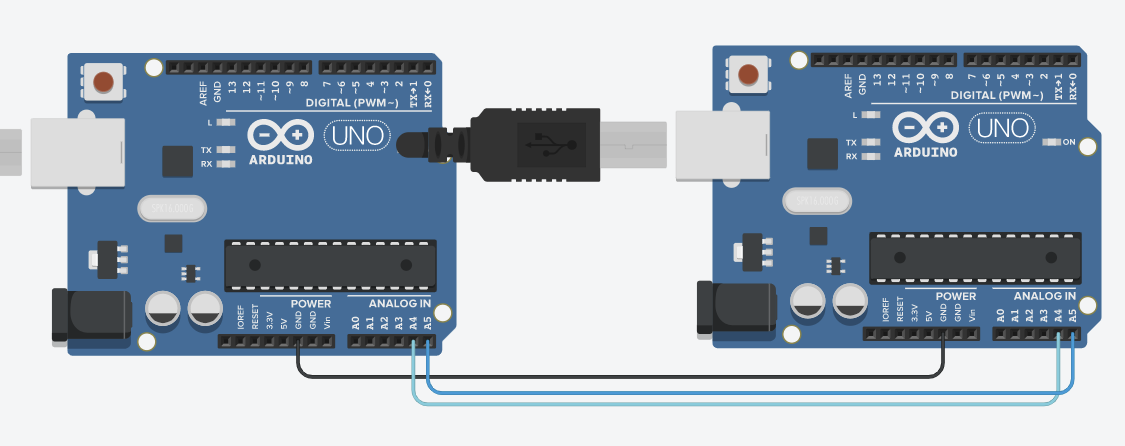 AREF
GND
13
12
~11
~10
~9
8
7
~6
~5
4
~3
2
TX→1
RX←0
DIGITAL (PWM~)
L
TX
RX
UNO
ARDUINO
POWER
ANALOG IN
IOREF
RESET
3.3V
5V
GND
GND
Vin
A0
A1
A2
A3
A4
A5
AREF
GND
13
12
~11
~10
~9
8
7
~6
~5
4
~3
2
TX→1
RX←0
DIGITAL (PWM~)
L
TX
RX
UNO
ON
ARDUINO
POWER
ANALOG IN
IOREF
RESET
3.3V
5V
GND
GND
Vin
A0
A1
A2
A3
A4
A5